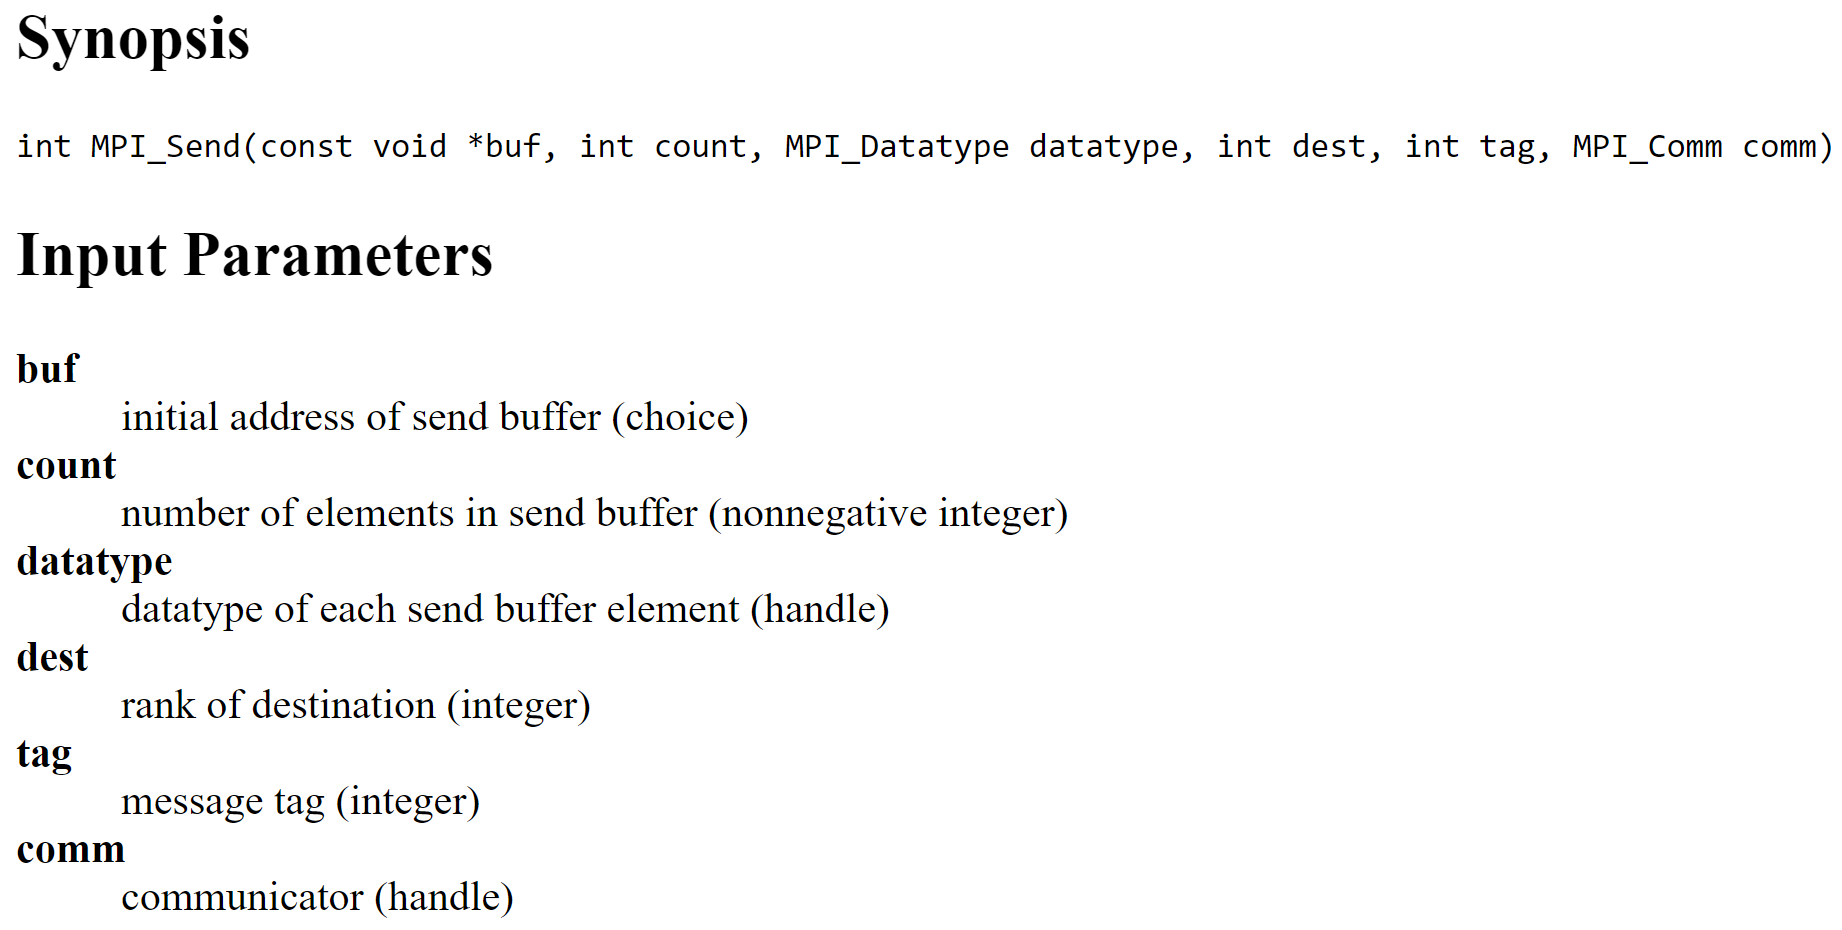 Synopsis
int MPI_Send(const void *buf, int count, MPI_Datatype datatype, int dest, int tag, MPI_Comm comm)
Input Parameters
buf
initial address of send buffer (choice)
count
number of elements in send buffer (nonnegative integer)
datatype
datatype of each send buffer element (handle)
dest
rank of destination (integer)
tag
message tag (integer)
comm
communicator (handle)